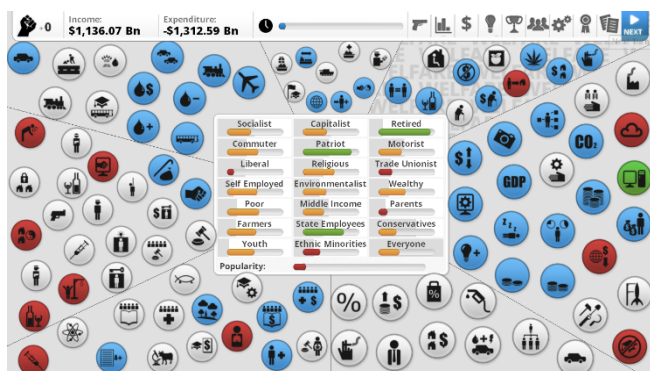 Income:
$1,136.07 Bn
Expenditure:
-$1,312.59 Bn
0
NEXT
WELFARE
Socialist Capitalist Retired
Commuter Patriot Motorist
Liberal Religious Trade Unionist
Self Employed Environmentalist Wealthy
Poor Middle Income Parents
Farmers State Employees Conservatives
Youth Ethnic Minorities Everyone
Popularity:
CO₂
GDP